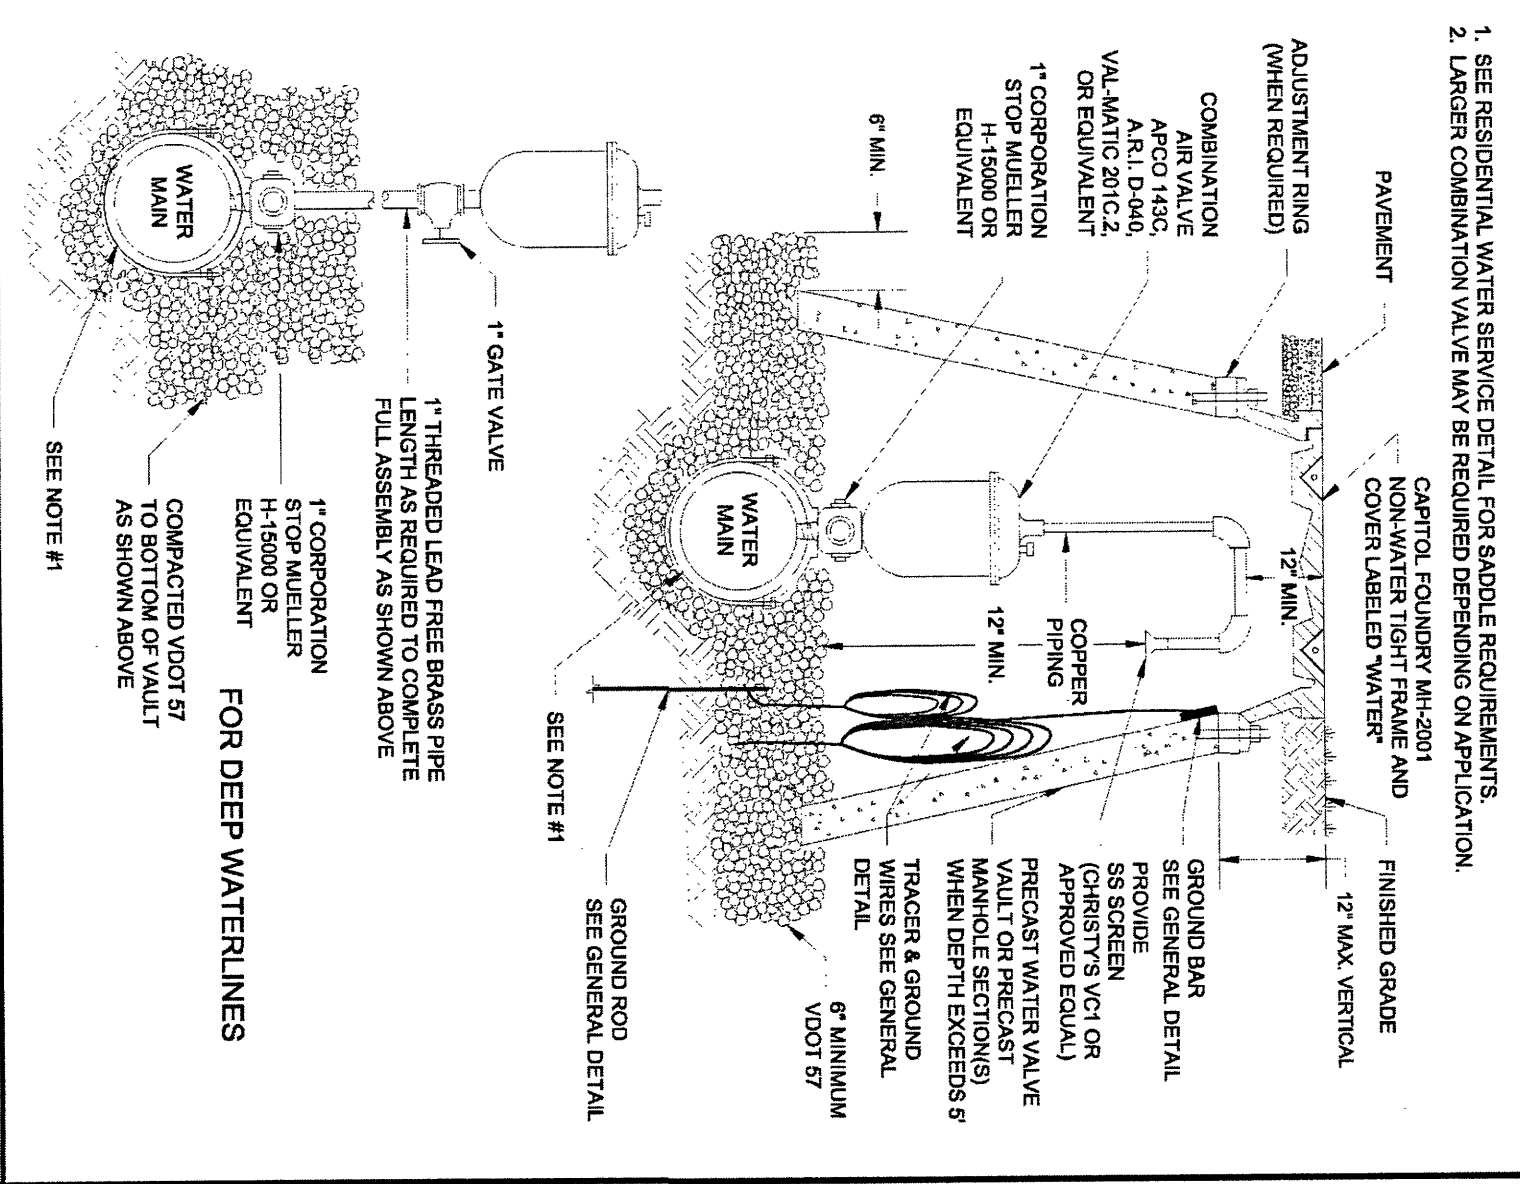 1. SEE RESIDENTIAL WATER SERVICE DETAIL FOR SADDLE REQUIREMENTS.
2. LARGER COMBINATION VALVE MAY BE REQUIRED DEPENDING ON APPLICATION.
PAVEMENT
ADJUSTMENT RING
(WHEN REQUIRED)
COMBINATION
AIR VALVE
APCO 143C,
A.R.I. D-040,
VAL-MATIC 201C.2,
OR EQUIVALENT
1" CORPORATION
STOP MUELLER
H-15000 OR
EQUIVALENT
6" MIN.
CAPITOL FOUNDRY MH-2001
NON-WATER TIGHT FRAME AND
COVER LABELED "WATER"
12" MIN.
COPPER
PIPING
12" MIN.
WATER
MAIN
FINISHED GRADE
12" MAX. VERTICAL
GROUND BAR
SEE GENERAL DETAIL
PROVIDE
SS SCREEN
(CHRISTY'S VC1 OR
APPROVED EQUAL)
PRECAST WATER VALVE
VAULT OR PRECAST
MANHOLE SECTION(S)
WHEN DEPTH EXCEEDS 5'
TRACER & GROUND
WIRES SEE GENERAL
DETAIL
6" MINIMUM
VDOT 57
GROUND ROD
SEE GENERAL DETAIL
SEE NOTE #1
1" GATE VALVE
1" THREADED LEAD FREE BRASS PIPE
LENGTH AS REQUIRED TO COMPLETE
FULL ASSEMBLY AS SHOWN ABOVE
1" CORPORATION
STOP MUELLER
H-15000 OR
EQUIVALENT
COMPACTED VDOT 57
TO BOTTOM OF VAULT
AS SHOWN ABOVE
WATER
MAIN
SEE NOTE #1
FOR DEEP WATERLINES